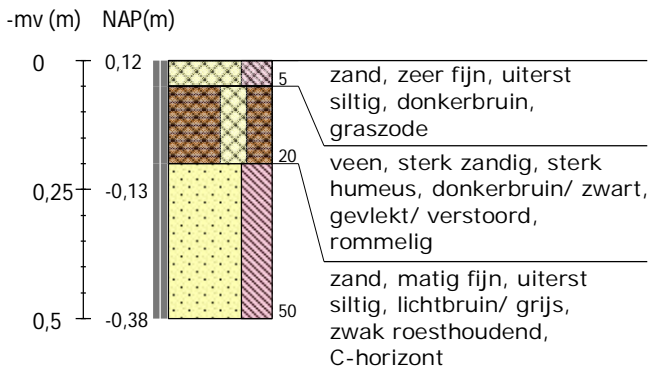 -mv (m) NAP(m)
0 0,12
5
zand, zeer fijn, uiterst
siltig, donkerbruin,
graszode
20
veen, sterk zandig, sterk
humeus, donkerbruin/ zwart,
gevlekt/ verstoord,
rommelig
0,25 -0,13
zand, matig fijn, uiterst
siltig, lichtbruin/ grijs,
zwak roesthoudend,
C-horizont
0,5 -0,38
50